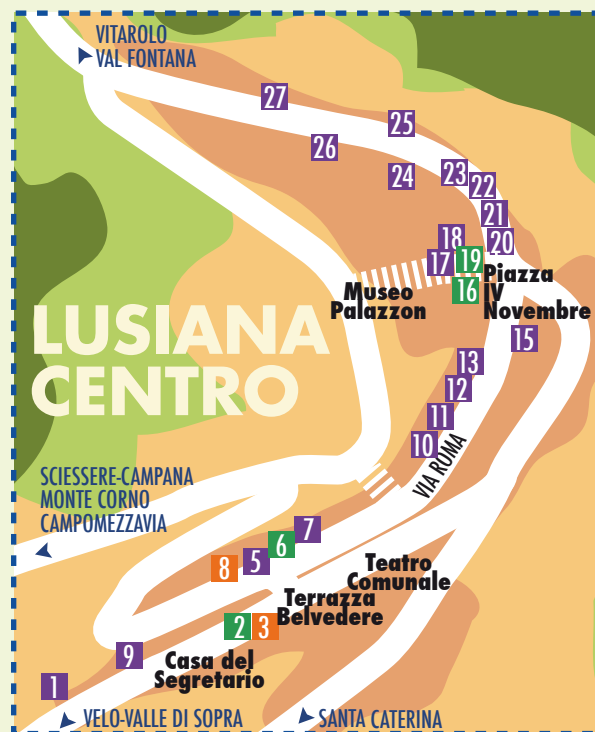 VITAROLO
VAL FONTANA
27
25
26
24
23
22
21
20
18
17
19
16
Piazza
IV
Novembre
Museo
Palazzon
15
LUSIANA
CENTRO
13
12
11
10
VIA ROMA
SCIESSERE-CAMPANA
MONTE CORNO
CAMPOMEZZAVIA
7
6
5
8
Teatro
Comunale
Terrazza
Belvedere
2
3
9
Casa del
Segretario
1
VELO-VALLE DI SOPRA
SANTA CATERINA